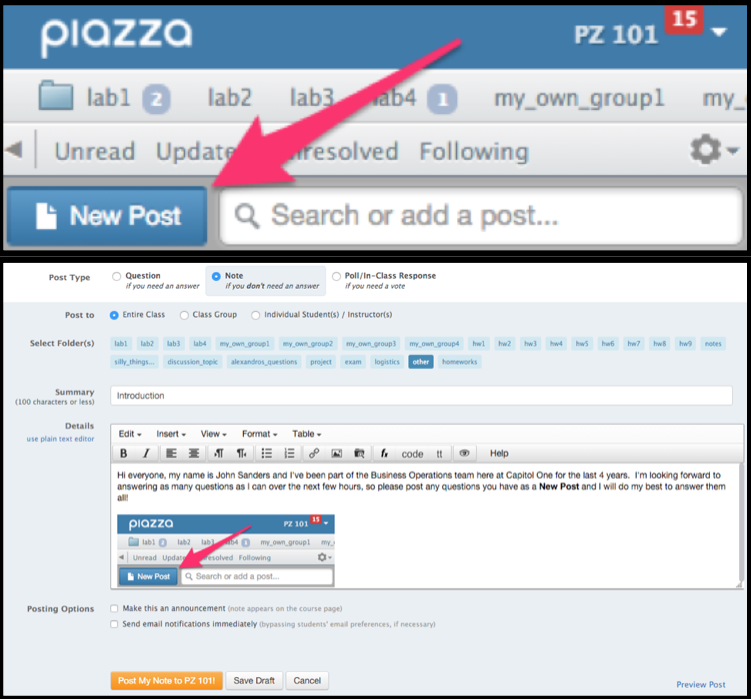 piazza PZ 101 15
lab1 2 lab2 lab3 lab4 1 my_own_group1 my_
Unread Update nresolved Following
New Post Search or add a post...
Post Type Question Note Poll/In-Class Response
if you need an answer if you don't need an answer if you need a vote
Post to Entire Class Class Group Individual Student(s) / Instructor(s)
Select Folder(s) lab1 lab2 lab3 lab4 my_own_group1 my_own_group2 my_own_group3 my_own_group4 hw1 hw2 hw3 hw4 hw5 hw6 hw7 hw8 hw9 notes
silly_things... discussion_topic alexandros_questions project exam logistics other homeworks
Summary
(100 characters or less)
Introduction
Details
use plain text editor
Edit Insert View Format Table
B I fx code tt Help
Hi everyone, my name is John Sanders and I've been part of the Business Operations team here at Capitol One for the last 4 years. I'm looking forward to
answering as many questions as I can over the next few hours, so please post any questions you have as a New Post and I will do my best to answer them
all!
piazza PZ 101 15
lab1 2 lab2 lab3 lab4 1 my_own_group1 my_
Unread Update resolved Following
New Post Search or add a post...
Posting Options Make this an announcement (note appears on the course page)
Send email notifications immediately (bypassing students' email preferences, if necessary)
Post My Note to PZ 101! Save Draft Cancel
Preview Post